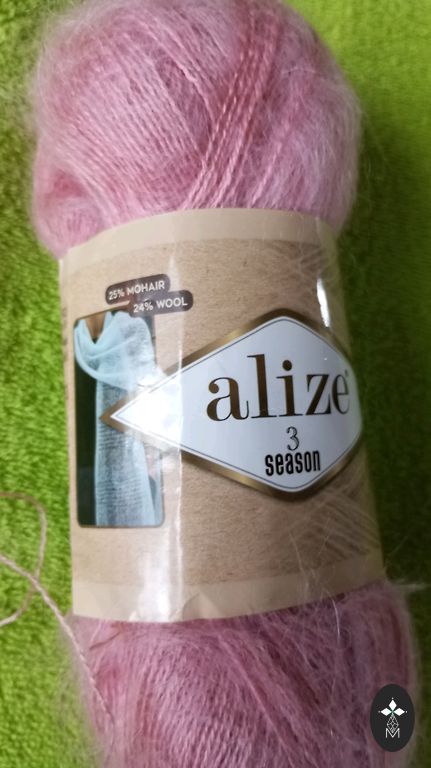 25% MOHAIR
24% WOOL
alize
3
season
M